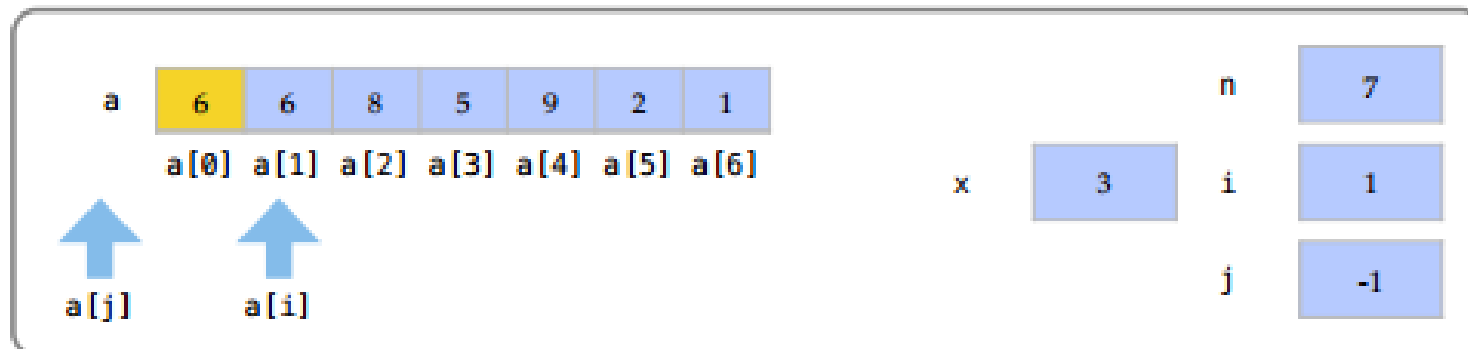 a 6 6 8 5 9 2 1
a[0] a[1] a[2] a[3] a[4] a[5] a[6]
a[j] a[i]
n 7
x 3 i 1
j -1